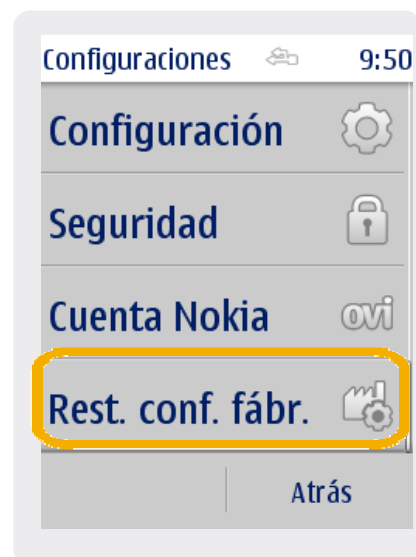 Configuraciones 9:50
Configuración
Seguridad
Cuenta Nokia ovi
Rest. conf. fábr.
Atrás